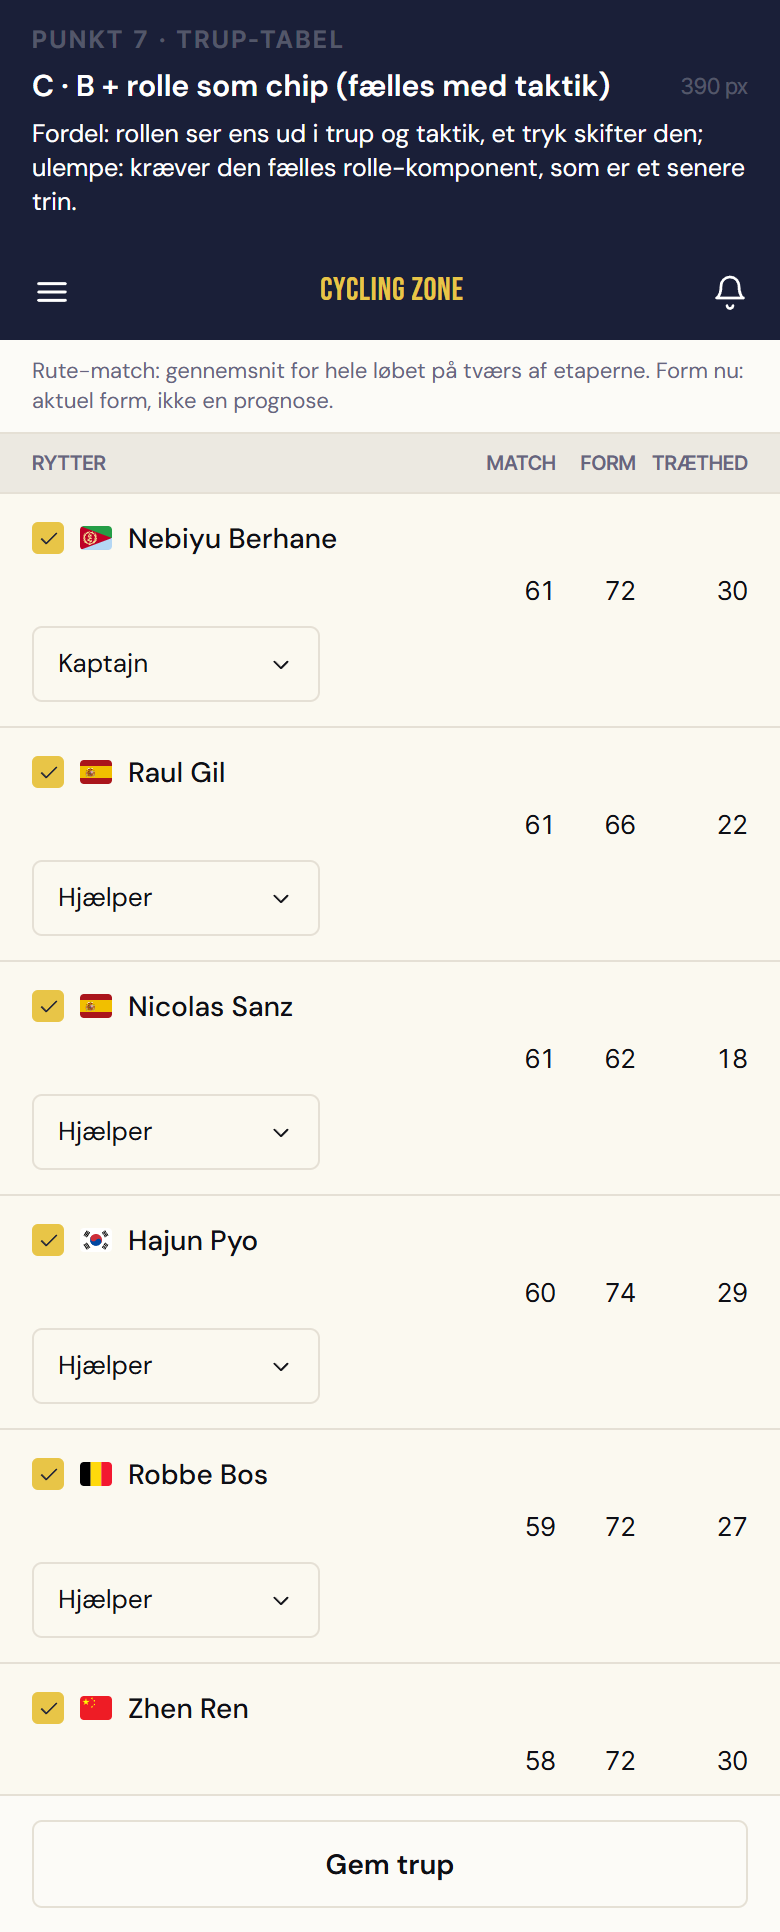 PUNKT 7 · TRUP-TABEL
C · B + rolle som chip (fælles med taktik) 390 px
Fordel: rollen ser ens ud i trup og taktik, et tryk skifter den;
ulempe: kræver den fælles rolle-komponent, som er et senere
trin.
CYCLING ZONE
Rute-match: gennemsnit for hele løbet på tværs af etaperne. Form nu:
aktuel form, ikke en prognose.
RYTTER MATCH FORM TRÆTHED
Nebiyu Berhane
61 72 30
Kaptajn
Raul Gil
61 66 22
Hjælper
Nicolas Sanz
61 62 18
Hjælper
Hajun Pyo
60 74 29
Hjælper
Robbe Bos
59 72 27
Hjælper
Zhen Ren
58 72 30
Gem trup